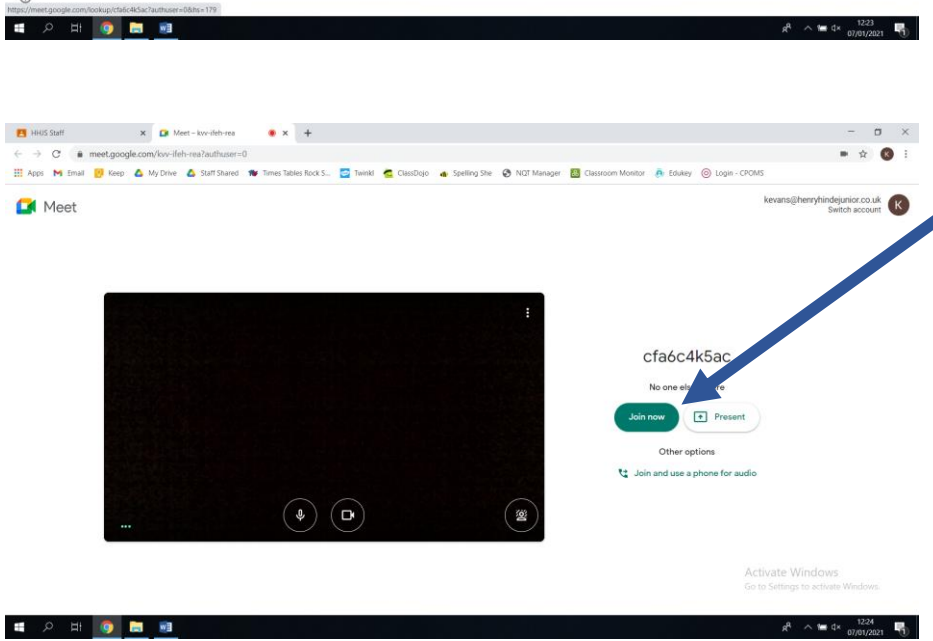 https://meet.google.com/lookup/cfa6c4k5ac?authuser=0&hs=179
12:23
07/01/2021
HHJS Staff
Meet – kvv-ifeh-rea
meet.google.com/kvv-ifeh-rea?authuser=0
Apps Email Keep My Drive Staff Shared Times Tables Rock S... Twinkl ClassDojo Spelling She NQT Manager Classroom Monitor Edukey Login - CPOMS
Meet
kevans@henryhindejunior.co.uk
Switch account
K
cfa6c4k5ac
No one
Join now Present
Other options
Join and use a phone for audio
Activate Windows
Go to Settings to activate Windows.
12:24
07/01/2021